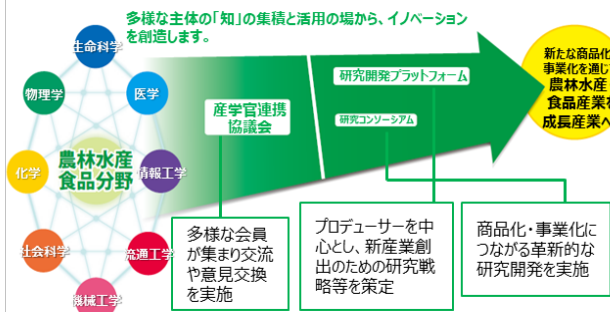 多様な主体の「知」の集積と活用の場から、イノベーション
を創造します。
生命科学
物理学
医学
化学
農林水産
食品分野
情報工学
社会科学
流通工学
機械工学
産学官連携
協議会
研究開発プラットフォーム
研究コンソーシアム
新たな商品化
事業化を通じ
農林水産
食品産業を
成長産業へ
多様な会員
が集まり交流
や意見交換
を実施
プロデューサーを中
心とし、新産業創
出のための研究戦
略等を策定
商品化・事業化に
つながる革新的な
研究開発を実施